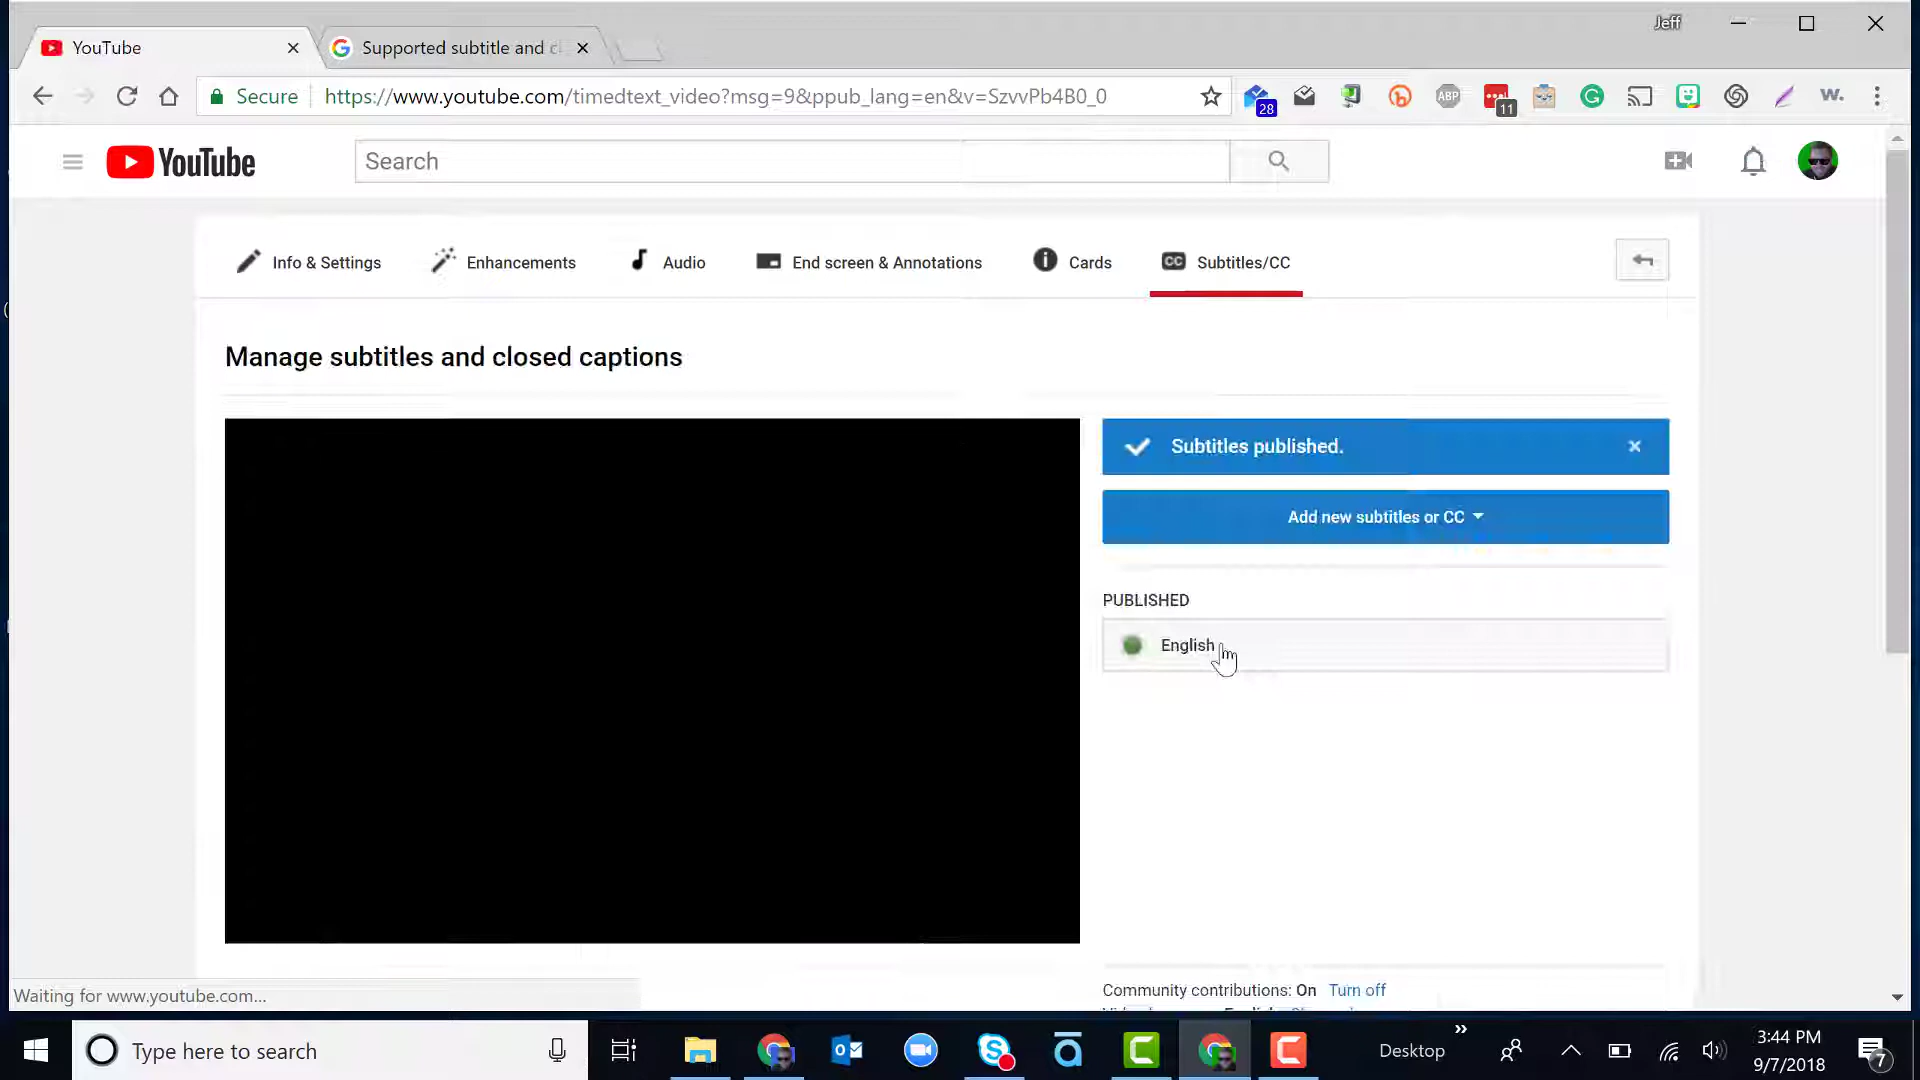 Jeff
YouTube
Supported subtitle and cl
Secure
https://www.youtube.com/timedtext_video?msg=9&ppub_lang=en&v=SzvvPb4B0_0
28
ABP
11
W.
YouTube
Search
Info & Settings
Enhancements
Audio
End screen & Annotations
Cards
CC Subtitles/CC
Manage subtitles and closed captions
Subtitles published.
Add new subtitles or CC
PUBLISHED
English
Community contributions: On Turn off
Waiting for www.youtube.com...
Type here to search
Desktop
3:44 PM
9/7/2018
7